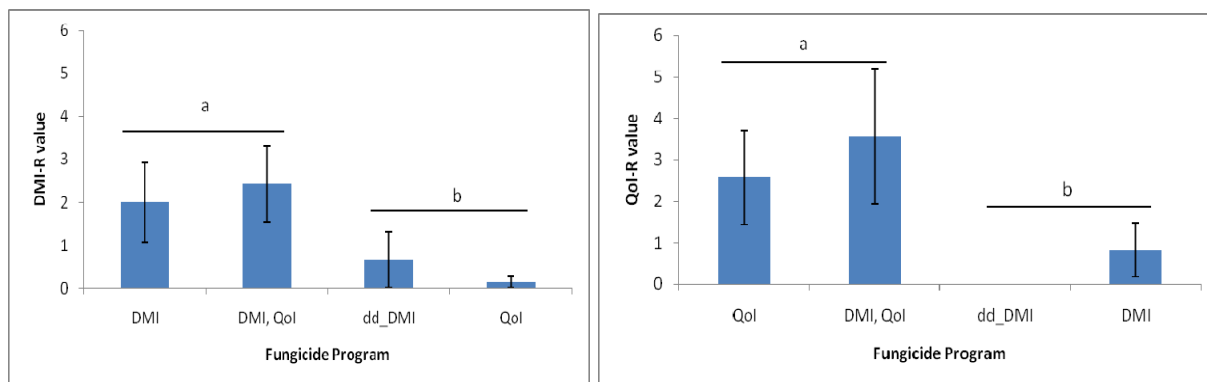 DMI-R value
6
5
4
3
2
1
0
a
b
DMI
DMI, QoI
dd_DMI
QoI
Fungicide Program
QoI-R value
6
5
4
3
2
1
0
a
b
QoI
DMI, QoI
dd_DMI
DMI
Fungicide Program